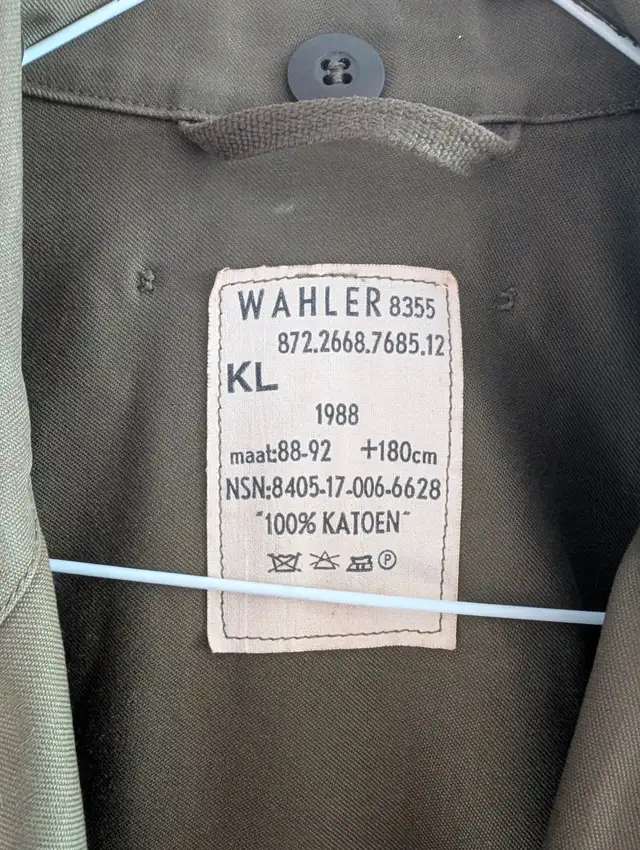 WAHLER 8355
872.2668.7685.12
KL
1988
maat:88-92 +180cm
NSN:8405-17-006-6628
"100% KATOEN"
P